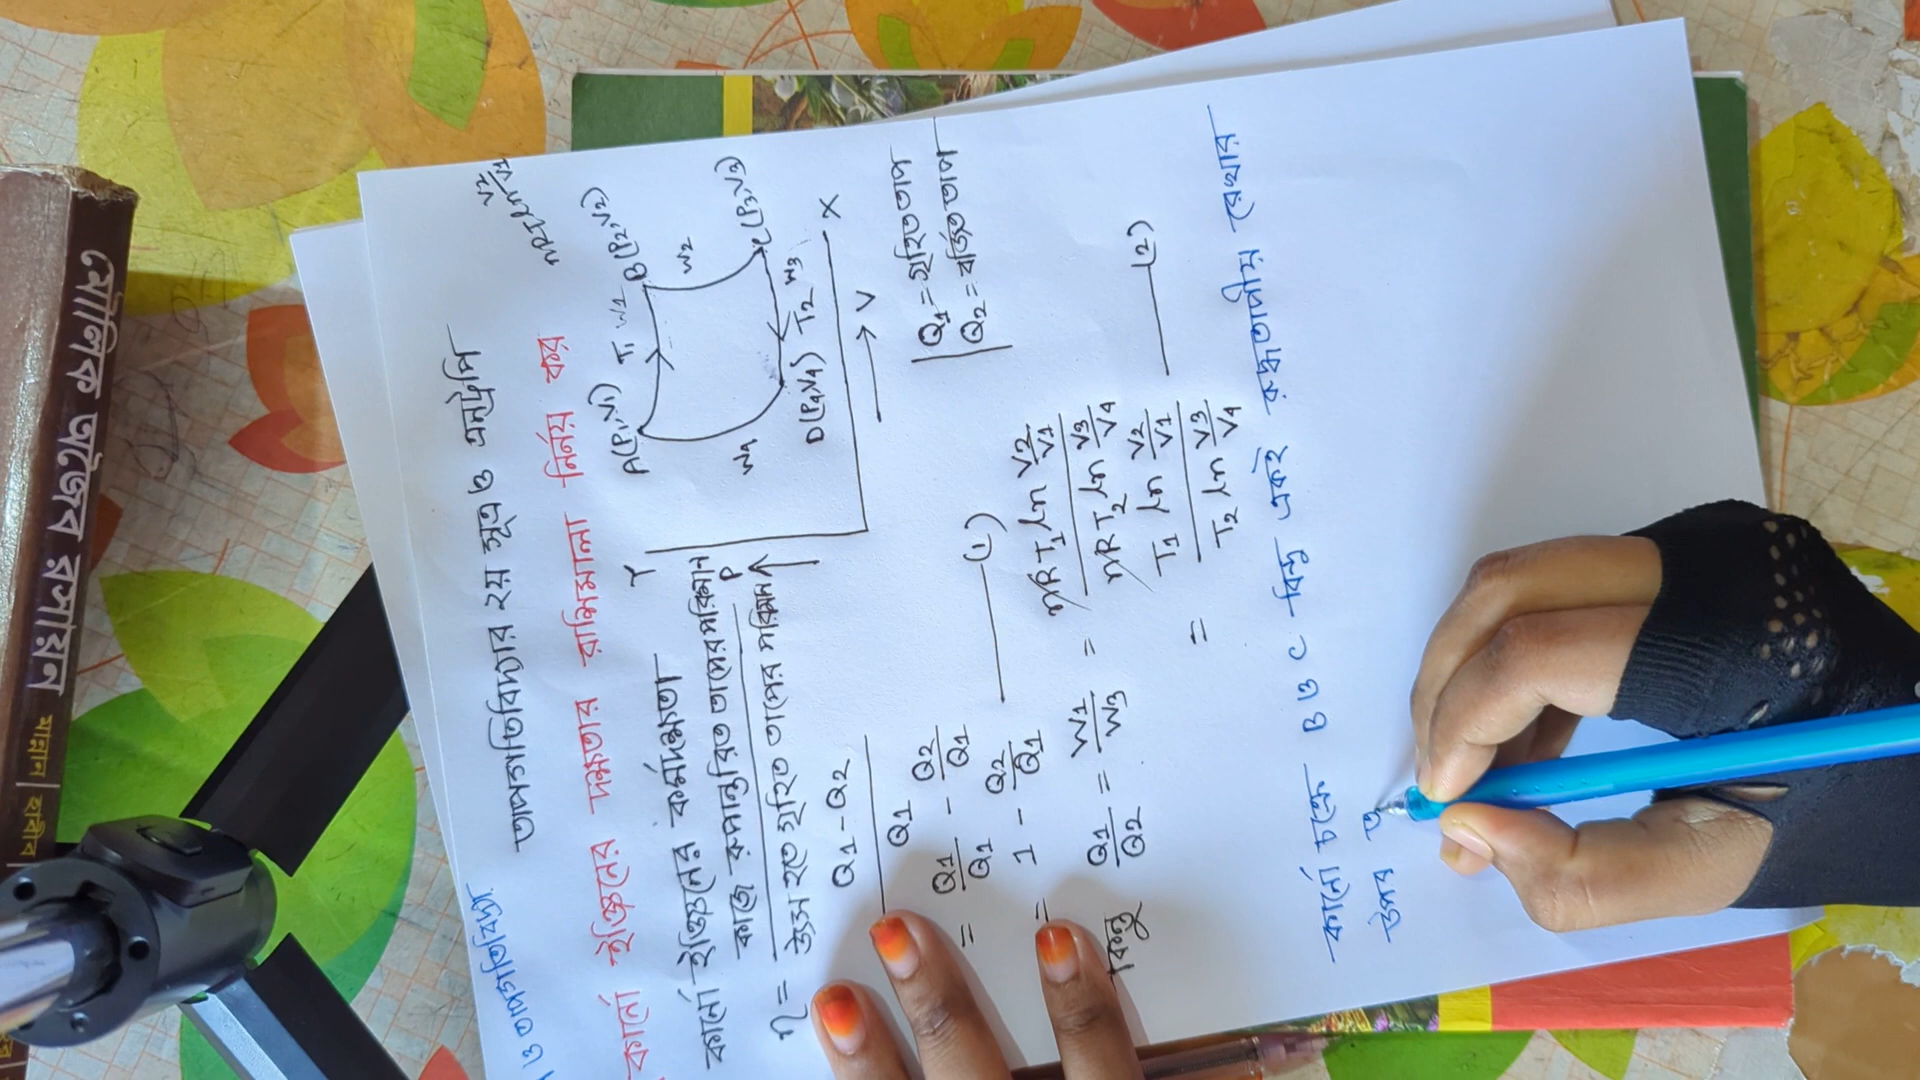 মৌলিক অজৈব রসায়ন
মান্নান | হাবীব
ও তাপগতিবিদ্যা
তাপগতিবিদ্যার ২য় সূত্র ও এনট্রপি
nRT ln V2/V1
কার্নো ইঞ্জিনের দক্ষতার রাশিমালা নির্ণয় কর
কার্নো ইঞ্জিনের কর্মদক্ষতা
η = কাজে রূপান্তরিত তাপের পরিমাণ / উৎস হতে গৃহীত তাপের পরিমাণ
Y
P
A(P1,V1) T1 W1 B(P2,V2)
W2
W4
D(P4,V4) T2 W3 C(P3,V3)
X
→ V
Q1 - Q2 / Q1
Q1 = গৃহীত তাপ
Q2 = বর্জিত তাপ
= Q1/Q1 - Q2/Q1
= 1 - Q2/Q1 —— (1)
কিন্তু Q1/Q2 = W1/W3 = nRT1 ln V2/V1 / nRT2 ln V3/V4
= T1 ln V2/V1 / T2 ln V3/V4 —— (2)
কার্নো চক্রে B ও C বিন্দু একই রুদ্ধতাপীয় রেখার
উপর